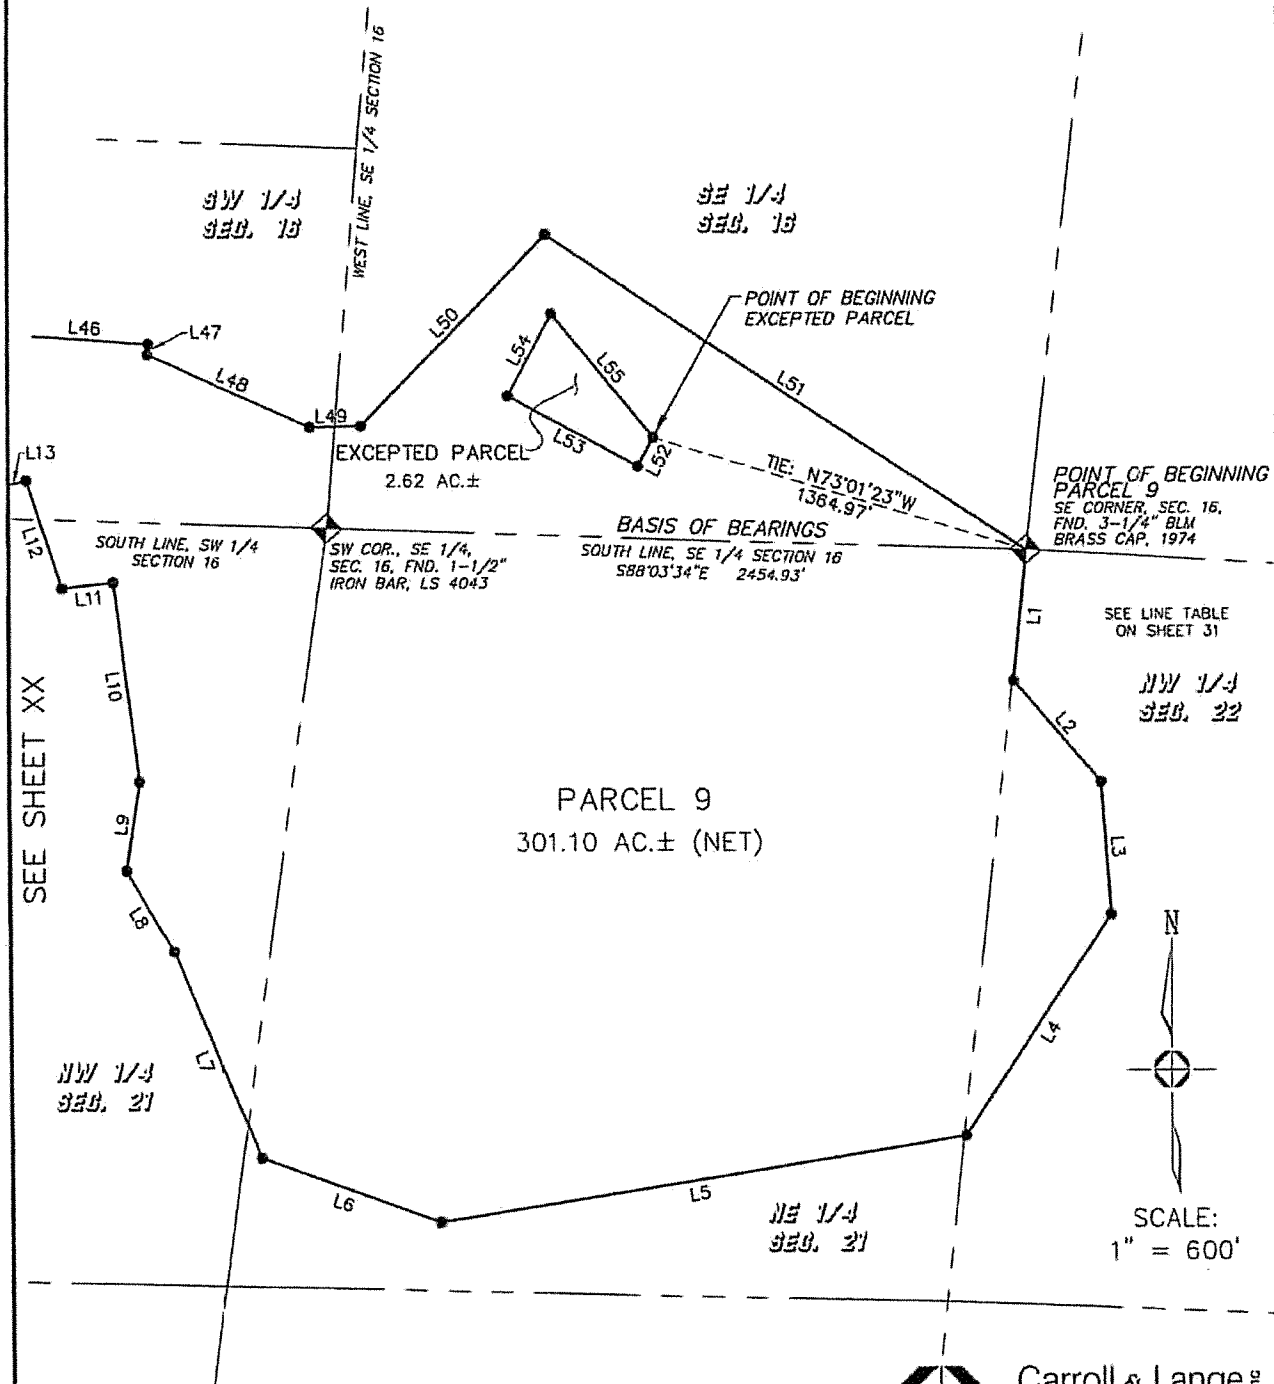 WEST LINE, SE 1/4 SECTION 16
SW 1/4
SEC. 16
SE 1/4
SEC. 16
POINT OF BEGINNING
EXCEPTED PARCEL
L46
L47
L48
L49
L50
L51
L54
L55
L53
L52
EXCEPTED PARCEL
2.62 AC.±
TIE: N73°01'23"W
1364.97'
L13
L12
L11
SOUTH LINE, SW 1/4
SECTION 16
SW COR., SE 1/4,
SEC. 16, FND. 1-1/2"
IRON BAR, LS 4043
BASIS OF BEARINGS
SOUTH LINE, SE 1/4 SECTION 16
S88°03'34"E 2454.93'
POINT OF BEGINNING
PARCEL 9
SE CORNER, SEC. 16,
FND. 3-1/4" BLM
BRASS CAP, 1974
L1
SEE LINE TABLE
ON SHEET 31
NW 1/4
SEC. 22
L10
L2
SEE SHEET XX
PARCEL 9
301.10 AC.± (NET)
L9
L3
L8
N
L4
L7
NW 1/4
SEC. 21
L6
L5
NE 1/4
SEC. 21
SCALE:
1" = 600'
Carroll & Lange